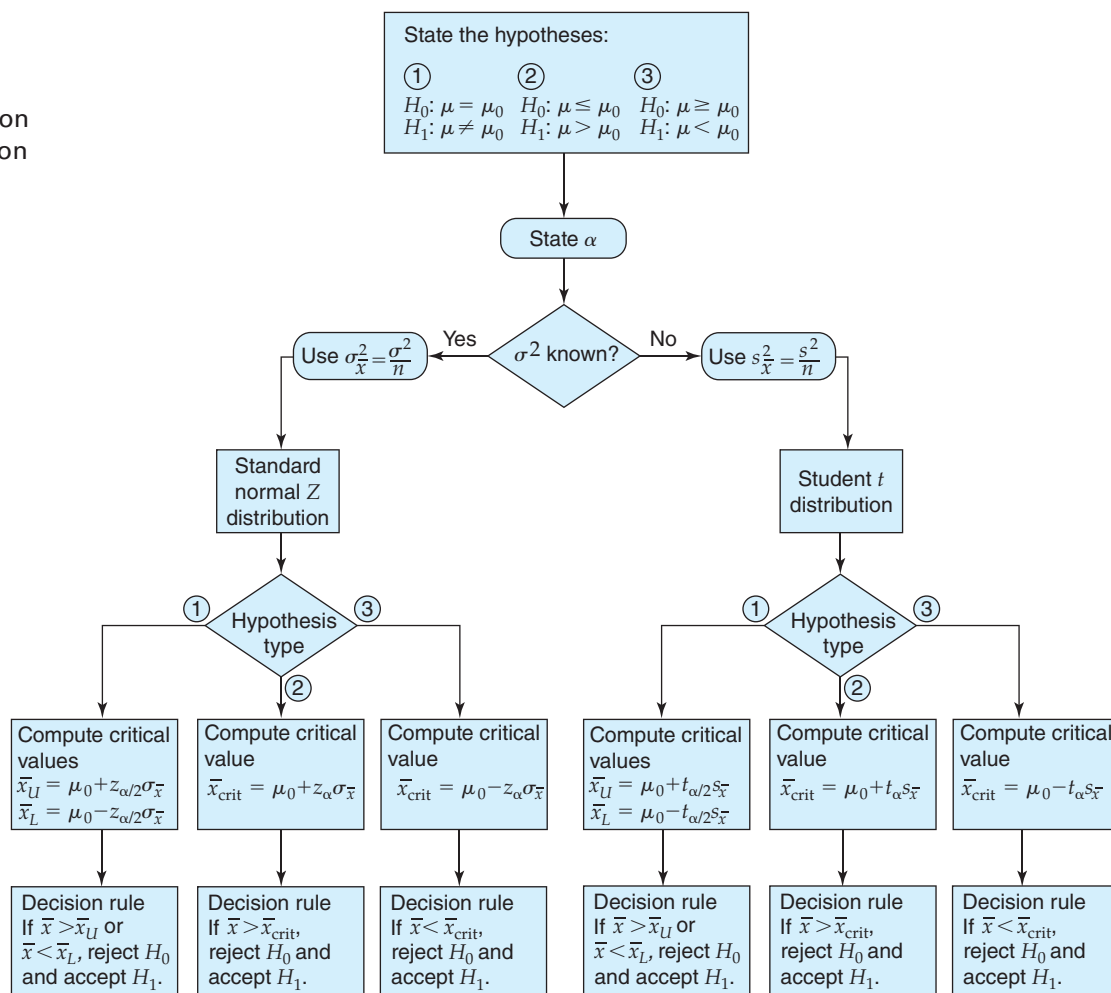 on
on
State the hypotheses:
① ② ③
H₀: μ = μ₀ H₀: μ ≤ μ₀ H₀: μ ≥ μ₀
H₁: μ ≠ μ₀ H₁: μ > μ₀ H₁: μ < μ₀
State α
Use σ²x̄ = σ²/n
Yes
σ² known?
No
Use s²x̄ = s²/n
Standard
normal Z
distribution
Student t
distribution
① ③
Hypothesis
type
②
① ③
Hypothesis
type
②
Compute critical
values
x̄U = μ₀+zα/2σx̄
x̄L = μ₀−zα/2σx̄
Compute critical
value
x̄crit = μ₀+zασx̄
Compute critical
value
x̄crit = μ₀−zασx̄
Compute critical
values
x̄U = μ₀+tα/2sx̄
x̄L = μ₀−tα/2sx̄
Compute critical
value
x̄crit = μ₀+tαsx̄
Compute critical
value
x̄crit = μ₀−tαsx̄
Decision rule
If x̄ >x̄U or
x̄ <x̄L, reject H₀
and accept H₁.
Decision rule
If x̄ >x̄crit,
reject H₀ and
accept H₁.
Decision rule
If x̄ < x̄crit,
reject H₀ and
accept H₁.
Decision rule
If x̄ >x̄U or
x̄ <x̄L, reject H₀
and accept H₁.
Decision rule
If x̄ >x̄crit,
reject H₀ and
accept H₁.
Decision rule
If x̄ < x̄crit,
reject H₀ and
accept H₁.